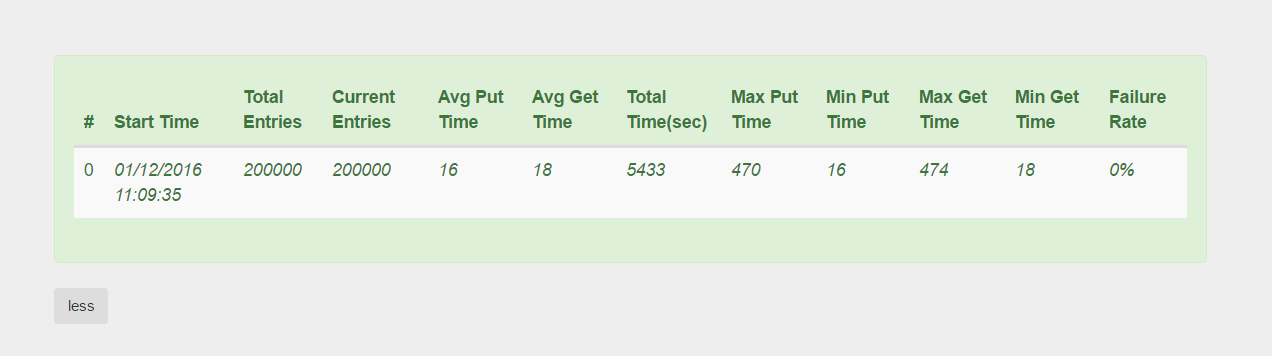 Total Current Avg Put Avg Get Total Max Put Min Put Max Get Min Get Failure
# Start Time Entries Entries Time Time Time(sec) Time Time Time Time Rate
0 01/12/2016 200000 200000 16 18 5433 470 16 474 18 0%
11:09:35
less